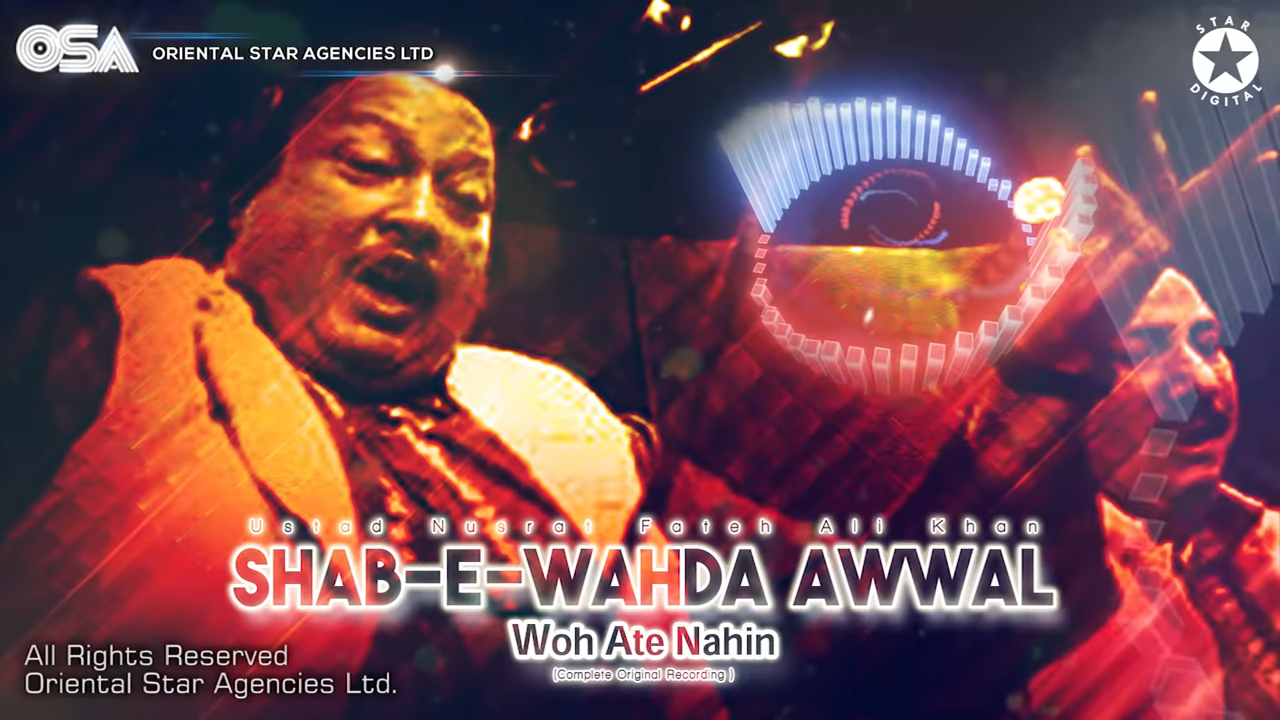 OSA ORIENTAL STAR AGENCIES LTD
STAR DIGITAL
Ustad Nusrat Fateh Ali Khan
SHAB-E-WAHDA AWWAL
Woh Ate Nahin
(Complete Original Recording )
All Rights Reserved
Oriental Star Agencies Ltd.